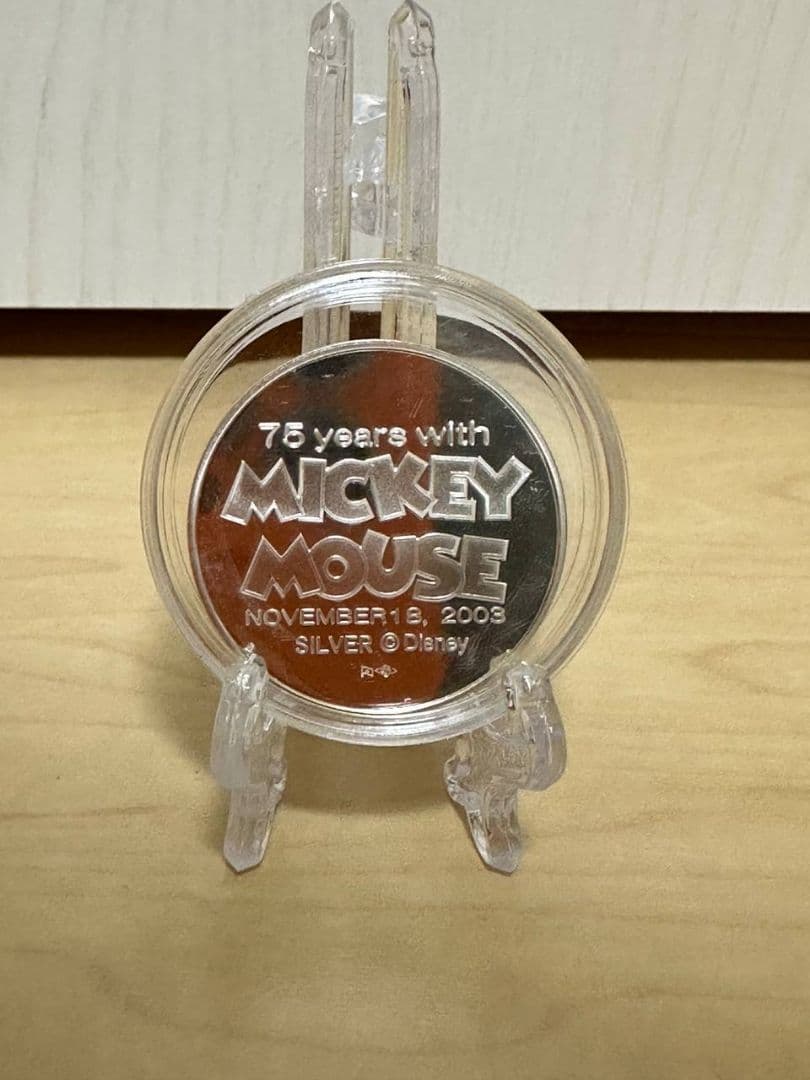 75 years with
MICKEY
MOUSE
NOVEMBER 18, 2003
SILVER © Disney